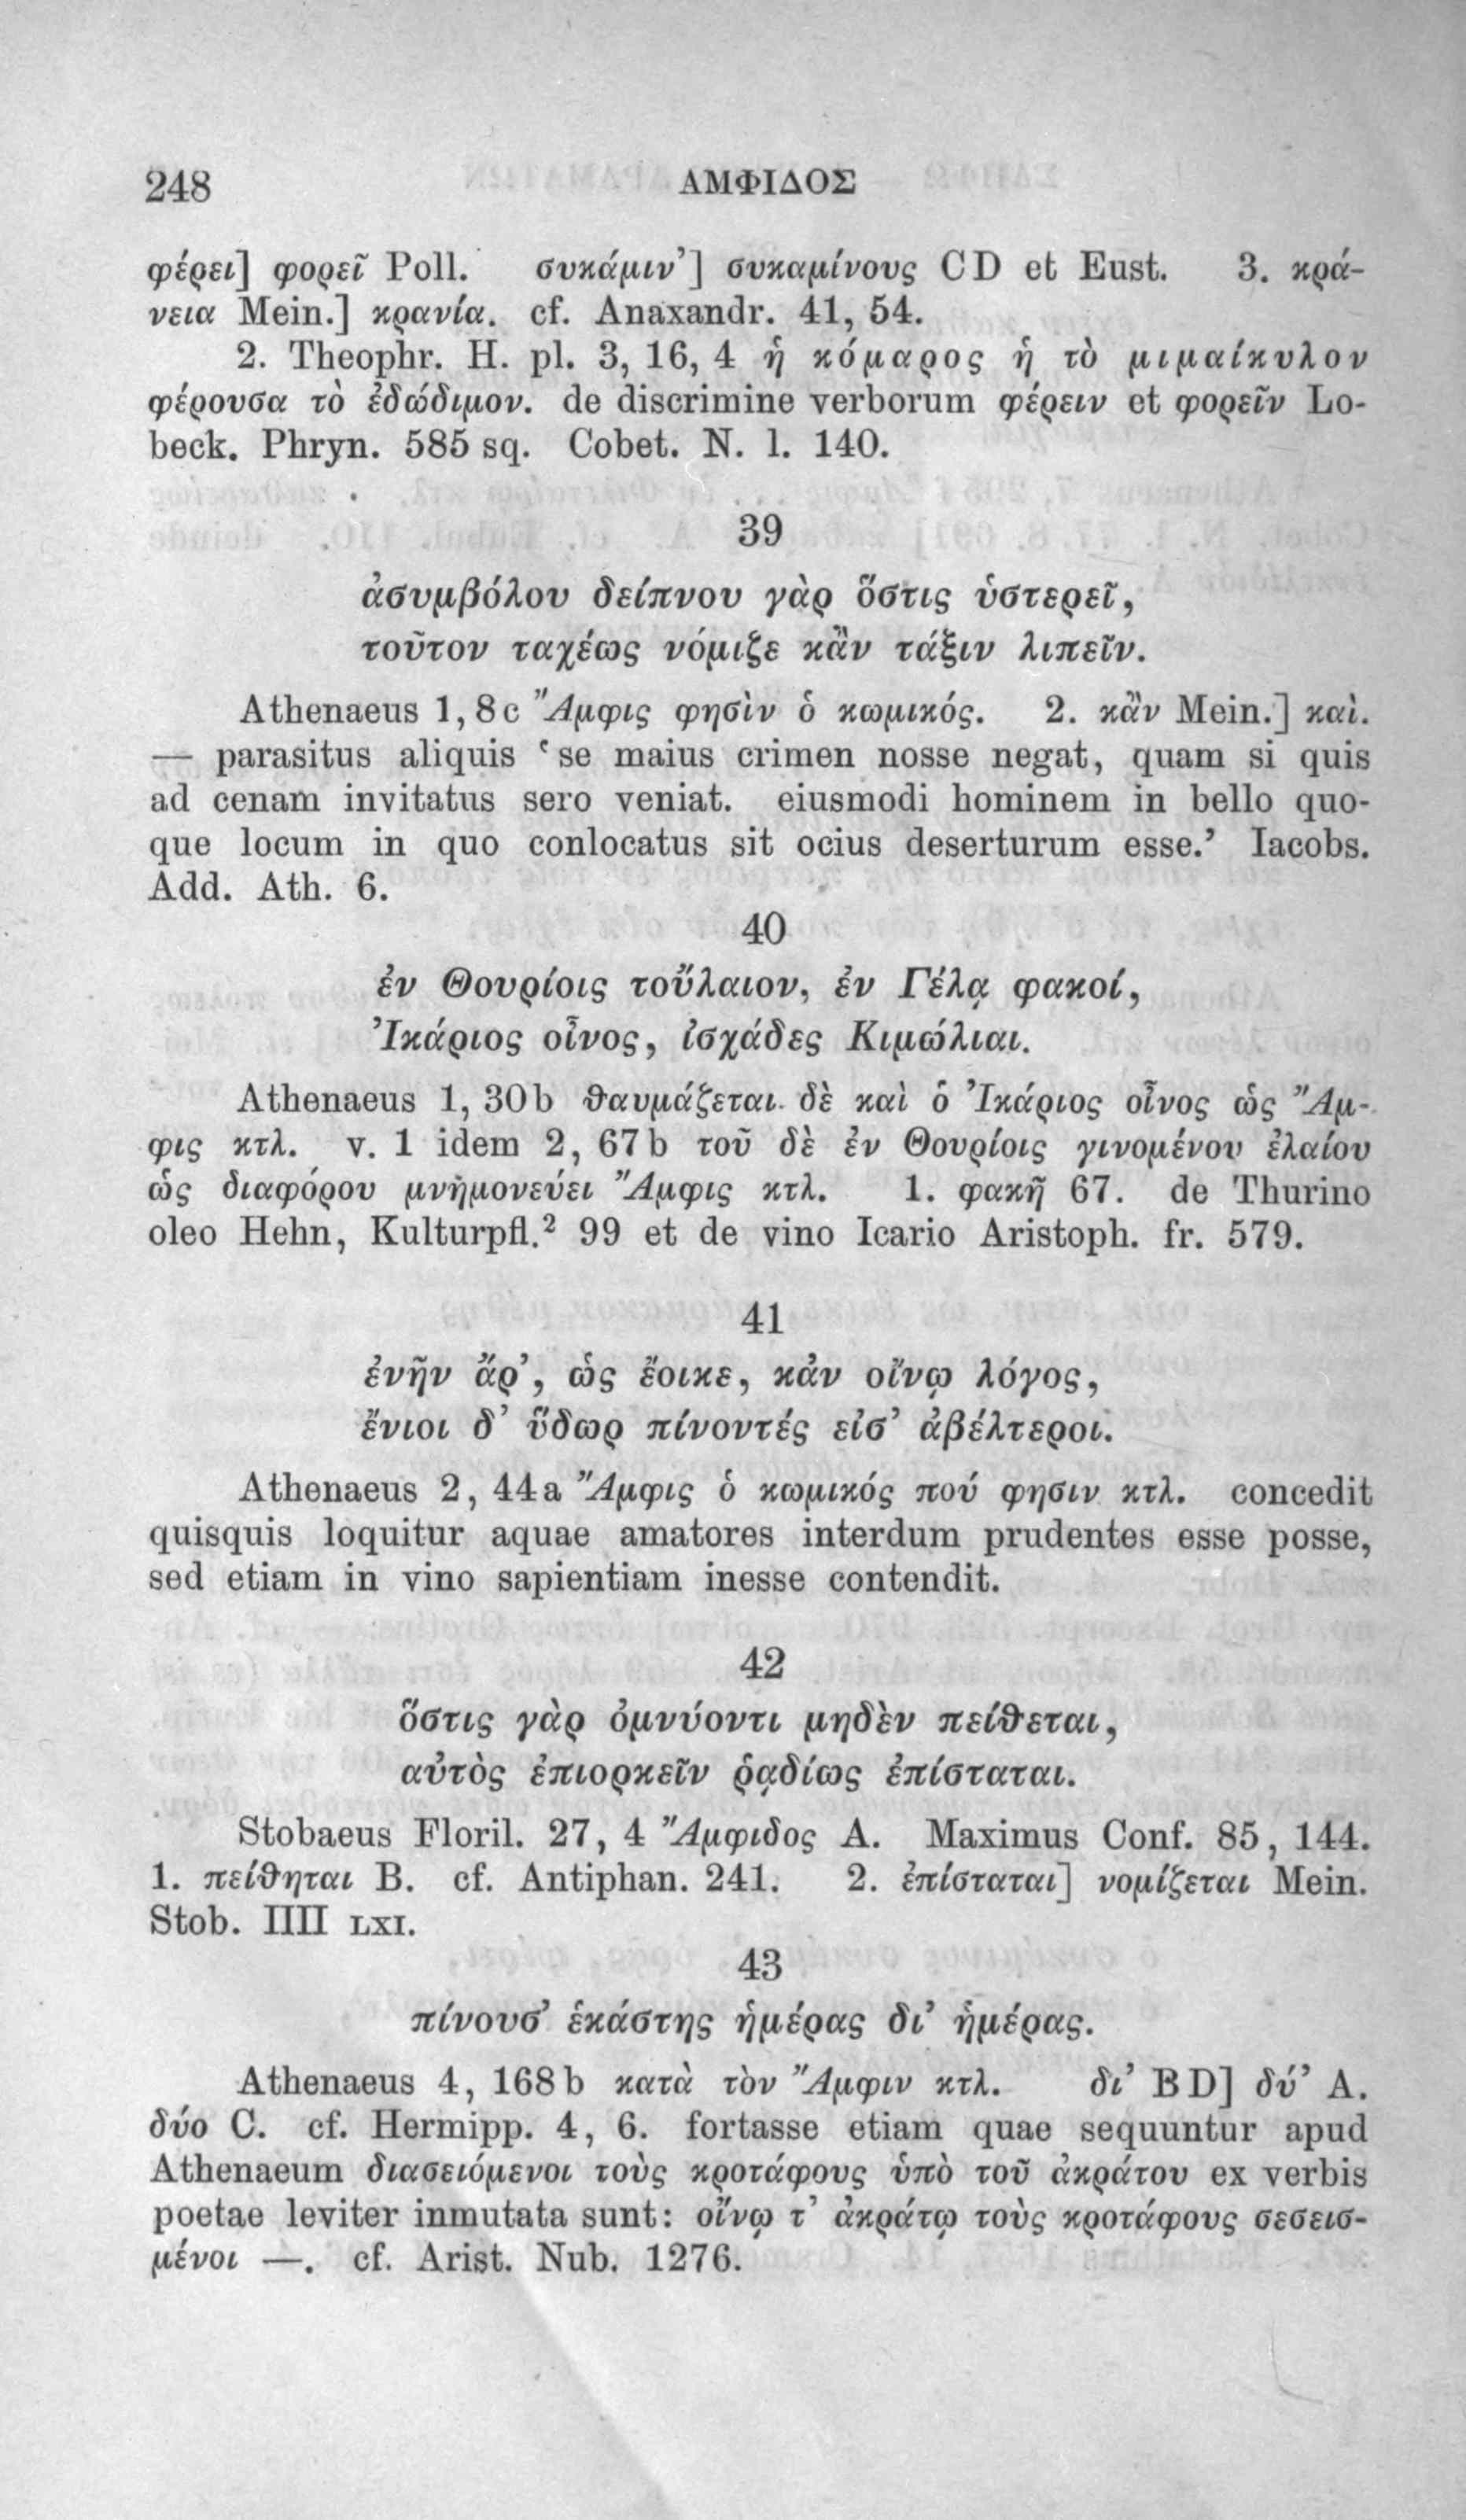 248 ΑΜΦΙΔΟΣ
φέρει] φορεῖ Poll. συκάμιν’] συκαμίνους CD et Eust. 3. κρά-
νεια Mein.] κρανία. cf. Anaxandr. 41, 54.
2. Theophr. H. pl. 3, 16, 4 ἡ κόμαρος ἡ τὸ μιμαίκυλον
φέρουσα τὸ ἐδώδιμον. de discrimine verborum φέρειν et φορεῖν Lo-
beck. Phryn. 585 sq. Cobet. N. l. 140.
39
ἀσυμβόλου δείπνου γὰρ ὅστις ὑστερεῖ,
τοῦτον ταχέως νόμιζε κἂν τάξιν λιπεῖν.
Athenaeus 1, 8c Ἄμφις φησὶν ὁ κωμικός. 2. κἂν Mein.] καὶ.
— parasitus aliquis ‘se maius crimen nosse negat, quam si quis
ad cenam invitatus sero veniat. eiusmodi hominem in bello quo-
que locum in quo conlocatus sit ocius deserturum esse.’ Iacobs.
Add. Ath. 6.
40
ἐν Θουρίοις τοὔλαιον, ἐν Γέλᾳ φακοί,
Ἰκάριος οἶνος, ἰσχάδες Κιμώλιαι.
Athenaeus 1, 30b θαυμάζεται δὲ καὶ ὁ Ἰκάριος οἶνος ὡς Ἄμ-
φις κτλ. v. 1 idem 2, 67b τοῦ δὲ ἐν Θουρίοις γινομένου ἐλαίου
ὡς διαφόρου μνημονεύει Ἄμφις κτλ. 1. φακῆ 67. de Thurino
oleo Hehn, Kulturpfl.² 99 et de vino Icario Aristoph. fr. 579.
41
ἐνῆν ἄρ’, ὡς ἔοικε, κἀν οἴνῳ λόγος,
ἔνιοι δ’ ὕδωρ πίνοντές εἰσ’ ἀβέλτεροι.
Athenaeus 2, 44a Ἄμφις ὁ κωμικός πού φησιν κτλ. concedit
quisquis loquitur aquae amatores interdum prudentes esse posse,
sed etiam in vino sapientiam inesse contendit.
42
ὅστις γὰρ ὀμνύοντι μηδὲν πείθεται,
αὐτὸς ἐπιορκεῖν ῥᾳδίως ἐπίσταται.
Stobaeus Floril. 27, 4 Ἄμφιδος A. Maximus Conf. 85, 144.
1. πείθηται B. cf. Antiphan. 241. 2. ἐπίσταται] νομίζεται Mein.
Stob. IIII LXI.
43
πίνουσ’ ἑκάστης ἡμέρας δι’ ἡμέρας.
Athenaeus 4, 168b κατὰ τὸν Ἄμφιν κτλ. δι’ BD] δύ’ A.
δύο C. cf. Hermipp. 4, 6. fortasse etiam quae sequuntur apud
Athenaeum διασειόμενοι τοὺς κροτάφους ὑπὸ τοῦ ἀκράτου ex verbis
poetae leviter inmutata sunt: οἴνῳ τ’ ἀκράτῳ τοὺς κροτάφους σεσεισ-
μένοι —. cf. Arist. Nub. 1276.